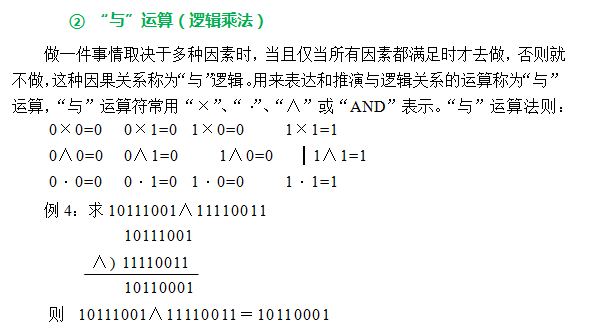 ② “与”运算（逻辑乘法）
做一件事情取决于多种因素时，当且仅当所有因素都满足时才去做，否则就
不做，这种因果关系称为“与”逻辑。用来表达和推演与逻辑关系的运算称为“与”
运算，“与”运算符常用“×”、“·”、“∧”或“AND”表示。“与”运算法则：
0×0=0 0×1=0 1×0=0 1×1=1
0∧0=0 0∧1=0 1∧0=0 1∧1=1
0·0=0 0·1=0 1·0=0 1·1=1
例 4：求 10111001∧11110011
10111001
∧) 11110011
10110001
则 10111001∧11110011＝10110001